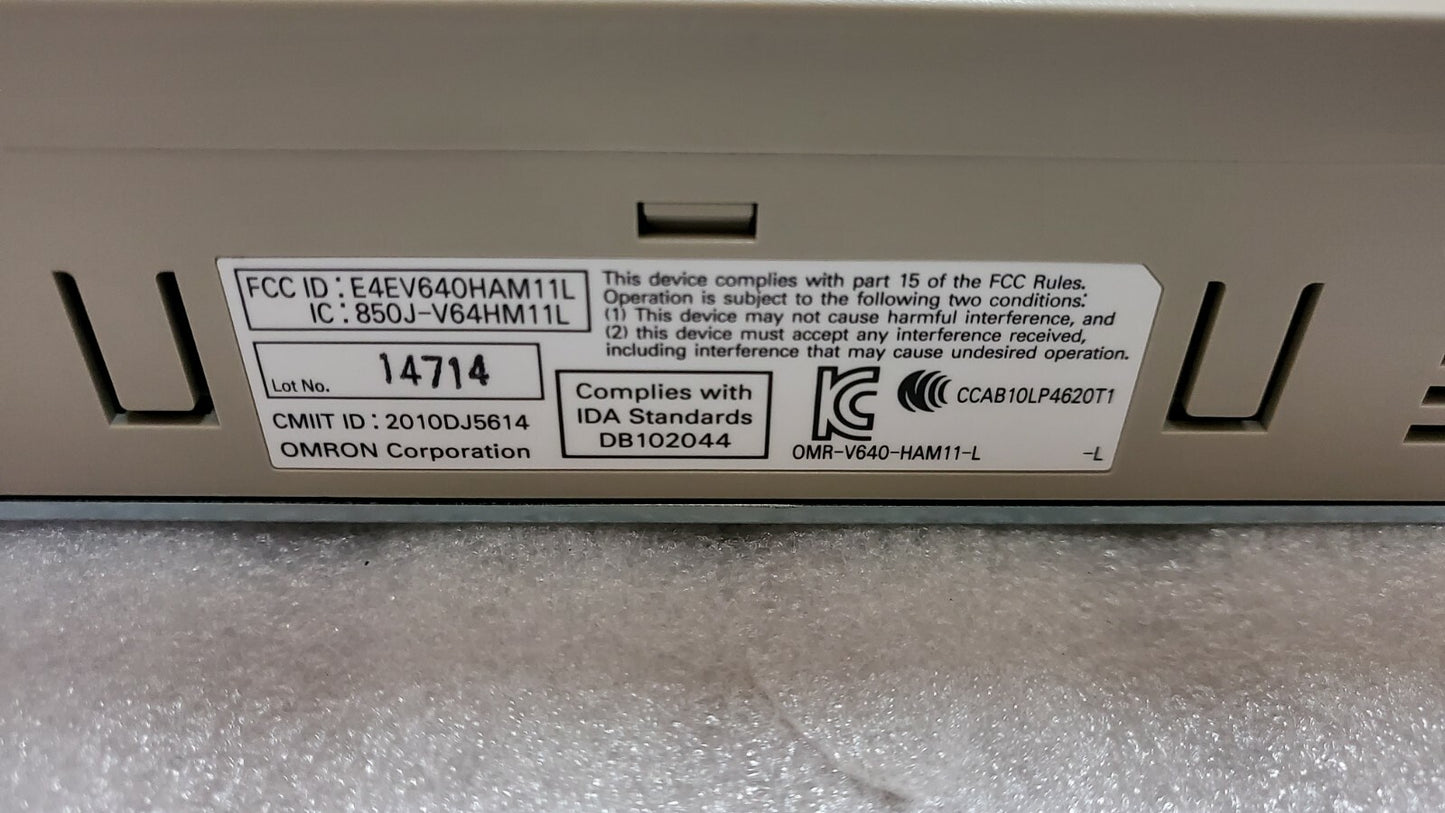 FCC ID : E4EV640HAM11L
IC : 850J-V64HM11L
Lot No. 14714
CMIIT ID : 2010DJ5614
OMRON Corporation
This device complies with part 15 of the FCC Rules.
Operation is subject to the following two conditions:
(1) This device may not cause harmful interference, and
(2) this device must accept any interference received,
including interference that may cause undesired operation.
Complies with
IDA Standards
DB102044
KC
CCAB10LP4620T1
OMR-V640-HAM11-L
-L